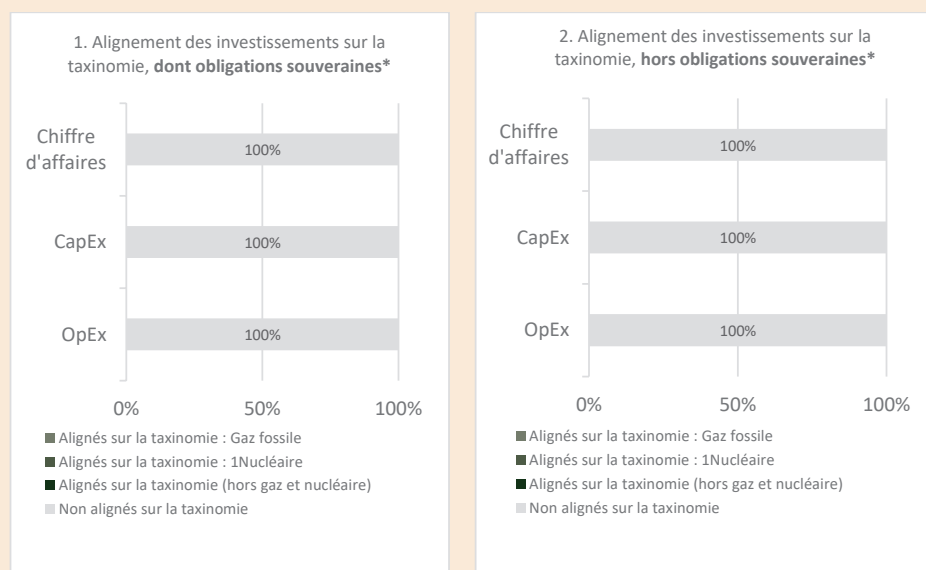 1. Alignement des investissements sur la
taxinomie, dont obligations souveraines*
Chiffre
d'affaires
100%
CapEx
100%
OpEx
100%
0%
50%
100%
Alignés sur la taxinomie : Gaz fossile
Alignés sur la taxinomie : 1Nucléaire
Alignés sur la taxinomie (hors gaz et nucléaire)
Non alignés sur la taxinomie
2. Alignement des investissements sur la
taxinomie, hors obligations souveraines*
Chiffre
d'affaires
100%
CapEx
100%
OpEx
100%
0%
50%
100%
Alignés sur la taxinomie : Gaz fossile
Alignés sur la taxinomie : 1Nucléaire
Alignés sur la taxinomie (hors gaz et nucléaire)
Non alignés sur la taxinomie